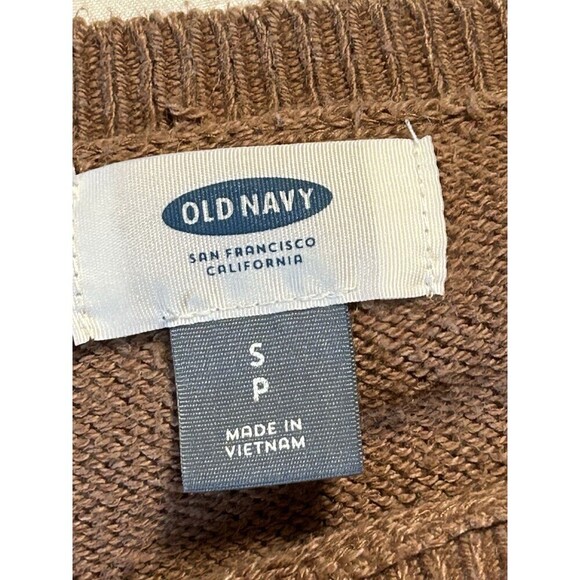 OLD NAVY
SAN FRANCISCO
CALIFORNIA
S
P
MADE IN
VIETNAM